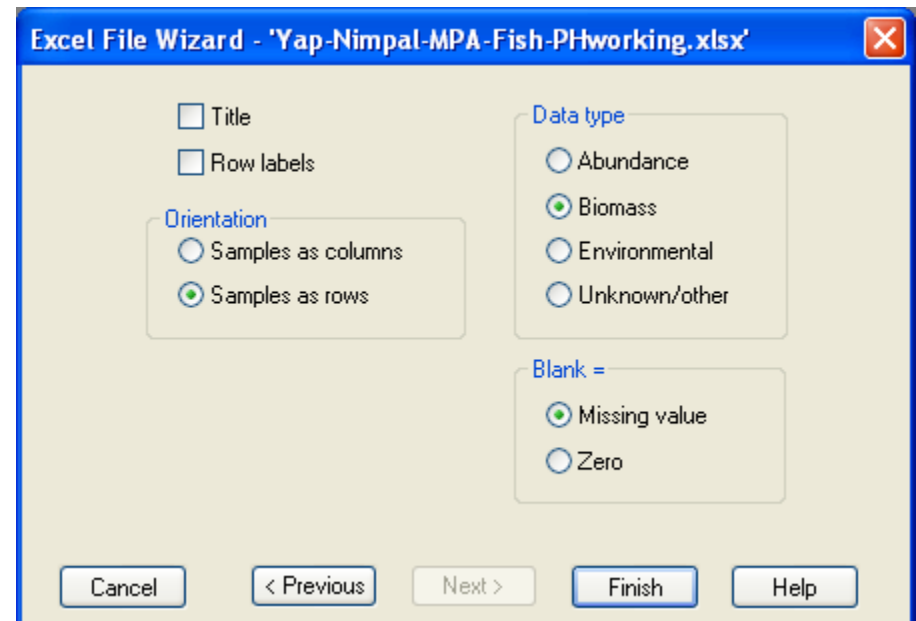 Excel File Wizard - 'Yap-Nimpal-MPA-Fish-PHworking.xlsx'
Title
Row labels
Orientation
Samples as columns
Samples as rows
Data type
Abundance
Biomass
Environmental
Unknown/other
Blank =
Missing value
Zero
Cancel
< Previous
Next >
Finish
Help